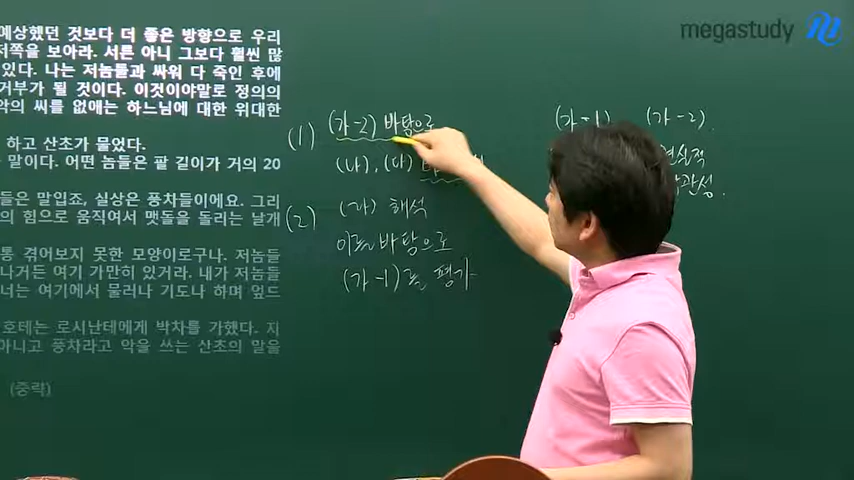 예상했던 것보다 더 좋은 방향으로 우리
저쪽을 보아라. 서른 아니 그보다 훨씬 많
있다. 나는 저놈들과 싸워 다 죽인 후에
거부가 될 것이다. 이것이야말로 정의의
악의 씨를 없애는 하느님에 대한 위대한
하고 산초가 물었다.
말이다. 어떤 놈들은 팔 길이가 거의 20
들은 말입죠, 실상은 풍차들이에요. 그리
의 힘으로 움직여서 맷돌을 돌리는 날개
통 겪어보지 못한 모양이로구나. 저놈들
나거든 여기 가만히 있거라. 내가 저놈들
너는 여기에서 물러나 기도나 하며 엎드
호테는 로시난테에게 박차를 가했다. 지
아니고 풍차라고 악을 쓰는 산초의 말을
(중략)
(1) (가-2) 바탕으로
(나), (다)
(2) (라) 해석
이를 바탕으로
(가-1)를 평가
(가-1) (가-2)
현실적
megastudy